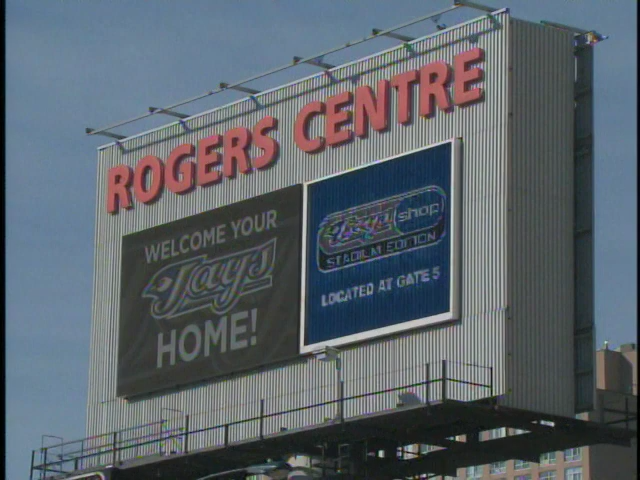 ROGERS CENTRE
WELCOME YOUR
Jays
HOME!
Jays shop
STADIUM EDITION
LOCATED AT GATE 5